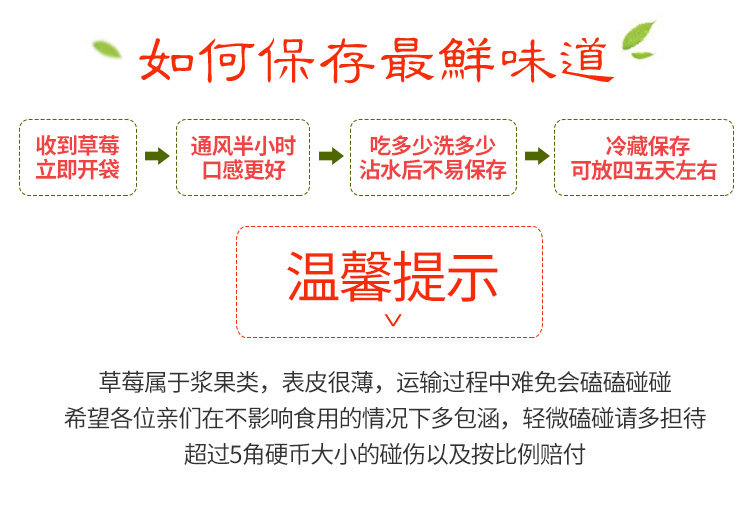 如何保存最鮮味道
收到草莓
立即开袋
通风半小时
口感更好
吃多少洗多少
沾水后不易保存
冷藏保存
可放四五天左右
温馨提示
草莓属于浆果类，表皮很薄，运输过程中难免会磕磕碰碰
希望各位亲们在不影响食用的情况下多包涵，轻微磕碰请多担待
超过5角硬币大小的碰伤以及按比例赔付